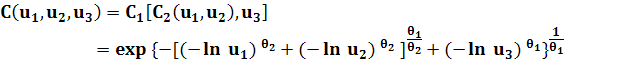 C(u₁,u₂,u₃) = C₁[C₂(u₁,u₂),u₃]
= exp {-[(-ln u₁) ^θ₂ + (-ln u₂) ^θ₂ ]^(θ₁/θ₂) + (-ln u₃) ^θ₁}^(1/θ₁)